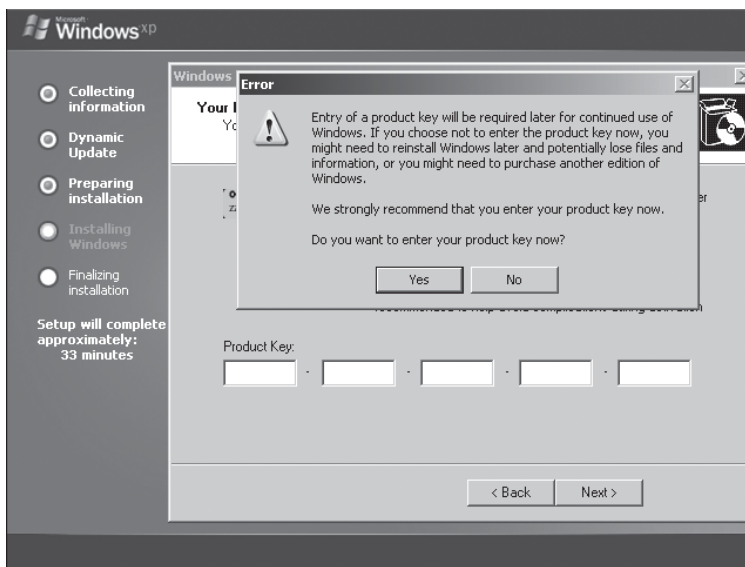 Microsoft
Windows xp
Collecting
information
Dynamic
Update
Preparing
installation
Installing
Windows
Finalizing
installation
Setup will complete
approximately:
33 minutes
Windows
Your
Error
Entry of a product key will be required later for continued use of
Windows. If you choose not to enter the product key now, you
might need to reinstall Windows later and potentially lose files and
information, or you might need to purchase another edition of
Windows.
We strongly recommend that you enter your product key now.
Do you want to enter your product key now?
Yes
No
Product Key:
- - - -
< Back
Next >